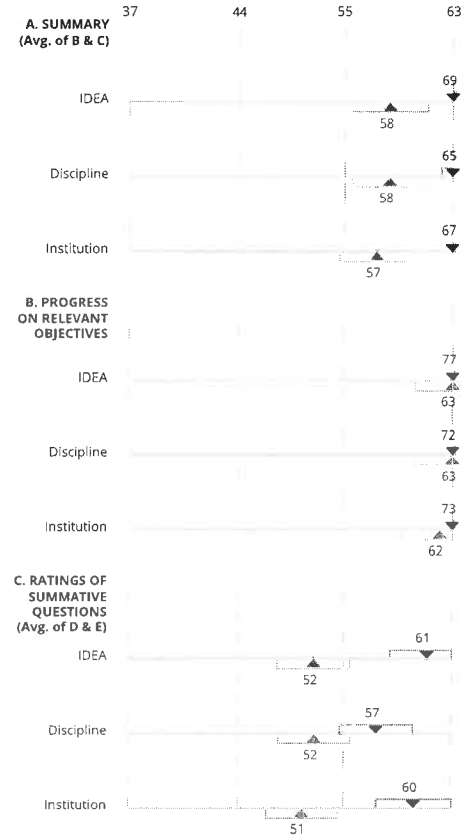 37 44 55 63
A. SUMMARY
(Avg. of B & C)
69
IDEA
58
65
Discipline
58
67
Institution
57
B. PROGRESS
ON RELEVANT
OBJECTIVES
77
IDEA
63
72
Discipline
63
73
Institution
62
C. RATINGS OF
SUMMATIVE
QUESTIONS
(Avg. of D & E)
61
IDEA
52
57
Discipline
52
60
Institution
51